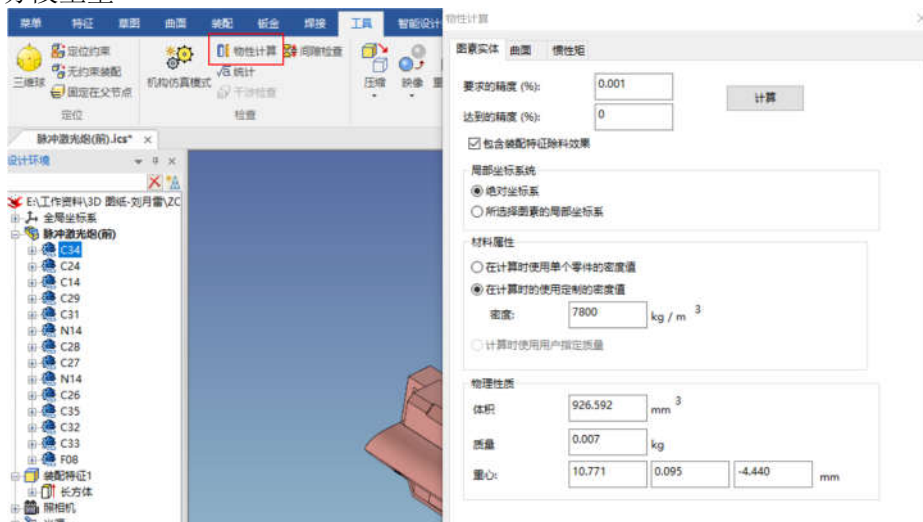 菜单 特征 草图 曲面 装配 钣金 焊接 工具 智能设计
三维球
定位约束
无约束装配
固定在父节点
定位
机构仿真模式
物性计算
间隙检查
统计
干涉检查
检查
压缩
映像
脉冲激光炮(前).ics* ×
设计环境
E:\工作资料\3D 图纸-刘月雷\ZC
全局坐标系
脉冲激光炮(前)
C34
C24
C14
C29
C31
N14
C28
C27
N14
C26
C35
C32
C33
F08
装配特征1
长方体
照相机
物性计算
图素实体 曲面 惯性矩
要求的精度 (%): 0.001
计算
达到的精度 (%): 0
包含装配特征除料效果
局部坐标系统
绝对坐标系
所选择图素的局部坐标系
材料属性
在计算时使用单个零件的密度值
在计算时的使用定制的密度值
密度: 7800 kg / m 3
计算时使用用户指定质量
物理性质
体积 926.592 mm 3
质量 0.007 kg
重心: 10.771 0.095 -4.440 mm